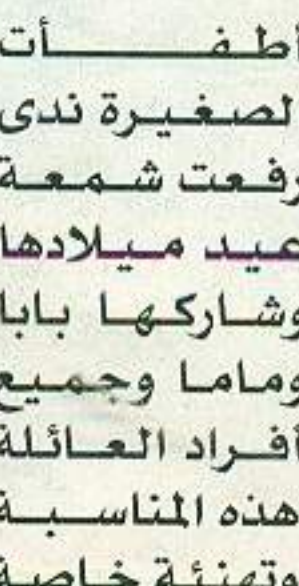 أطفأت
الصغيرة ندى
رفعت شمعة
عيد ميلادها
وشاركها بابا
وماما وجميع
أفراد العائلة
هذه المناسبة
وتهنئة خاصة